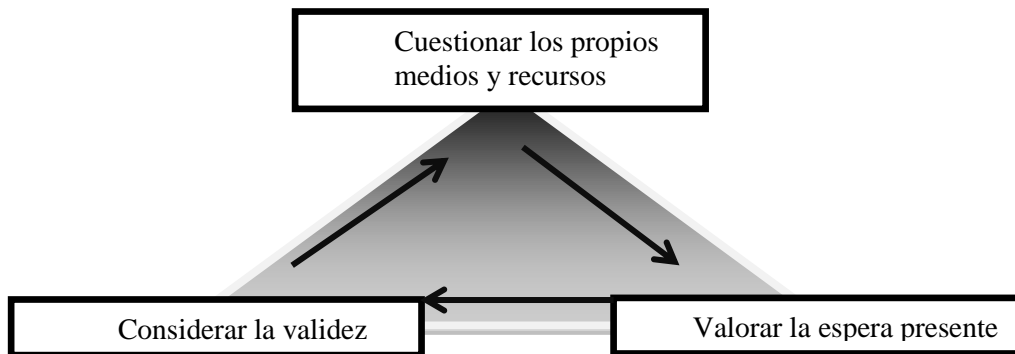 Cuestionar los propios
medios y recursos
Considerar la validez
Valorar la espera presente